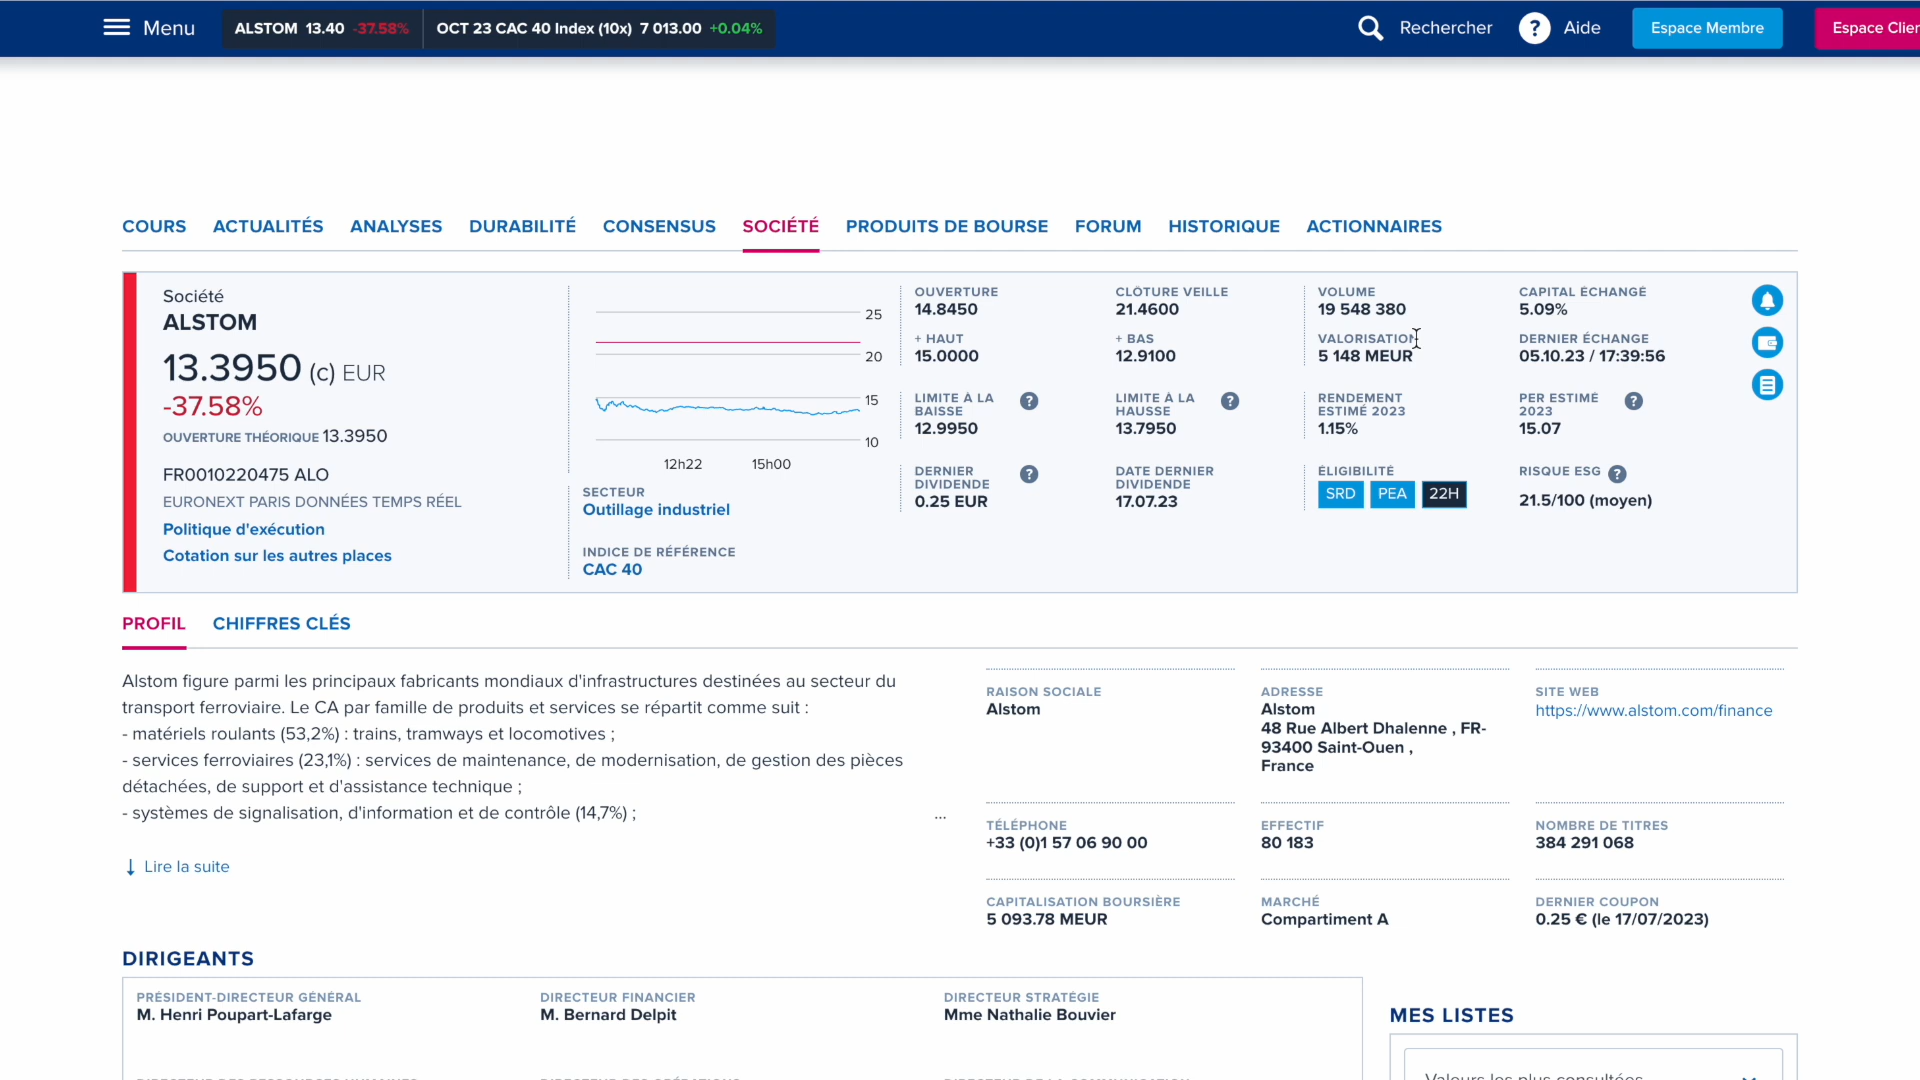 Menu
ALSTOM 13.40 -37.58%
OCT 23 CAC 40 Index (10x) 7 013.00 +0.04%
Rechercher
? Aide
Espace Membre
Espace Clien
COURS ACTUALITÉS ANALYSES DURABILITÉ CONSENSUS SOCIÉTÉ PRODUITS DE BOURSE FORUM HISTORIQUE ACTIONNAIRES
Société
ALSTOM
13.3950 (c) EUR
-37.58%
OUVERTURE THÉORIQUE 13.3950
FR0010220475 ALO
EURONEXT PARIS DONNÉES TEMPS RÉEL
Politique d'exécution
Cotation sur les autres places
25
20
15
10
12h22 15h00
SECTEUR
Outillage industriel
INDICE DE RÉFÉRENCE
CAC 40
OUVERTURE
14.8450
CLÔTURE VEILLE
21.4600
VOLUME
19 548 380
CAPITAL ÉCHANGÉ
5.09%
+ HAUT
15.0000
+ BAS
12.9100
VALORISATION
5 148 MEUR
DERNIER ÉCHANGE
05.10.23 / 17:39:56
LIMITE À LA
BAISSE ?
12.9950
LIMITE À LA
HAUSSE ?
13.7950
RENDEMENT
ESTIMÉ 2023
1.15%
PER ESTIMÉ
2023 ?
15.07
DERNIER
DIVIDENDE ?
0.25 EUR
DATE DERNIER
DIVIDENDE
17.07.23
ÉLIGIBILITÉ
SRD PEA 22H
RISQUE ESG ?
21.5/100 (moyen)
PROFIL CHIFFRES CLÉS
Alstom figure parmi les principaux fabricants mondiaux d'infrastructures destinées au secteur du
transport ferroviaire. Le CA par famille de produits et services se répartit comme suit :
- matériels roulants (53,2%) : trains, tramways et locomotives ;
- services ferroviaires (23,1%) : services de maintenance, de modernisation, de gestion des pièces
détachées, de support et d'assistance technique ;
- systèmes de signalisation, d'information et de contrôle (14,7%) ; ...
Lire la suite
RAISON SOCIALE
Alstom
ADRESSE
Alstom
48 Rue Albert Dhalenne , FR-
93400 Saint-Ouen ,
France
SITE WEB
https://www.alstom.com/finance
TÉLÉPHONE
+33 (0)1 57 06 90 00
EFFECTIF
80 183
NOMBRE DE TITRES
384 291 068
CAPITALISATION BOURSIÈRE
5 093.78 MEUR
MARCHÉ
Compartiment A
DERNIER COUPON
0.25 € (le 17/07/2023)
DIRIGEANTS
PRÉSIDENT-DIRECTEUR GÉNÉRAL
M. Henri Poupart-Lafarge
DIRECTEUR FINANCIER
M. Bernard Delpit
DIRECTEUR STRATÉGIE
Mme Nathalie Bouvier
MES LISTES
Valeurs les plus consultées